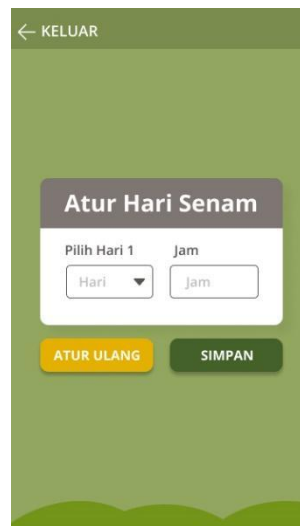 ← KELUAR
Atur Hari Senam
Pilih Hari 1 Jam
Hari Jam
ATUR ULANG SIMPAN